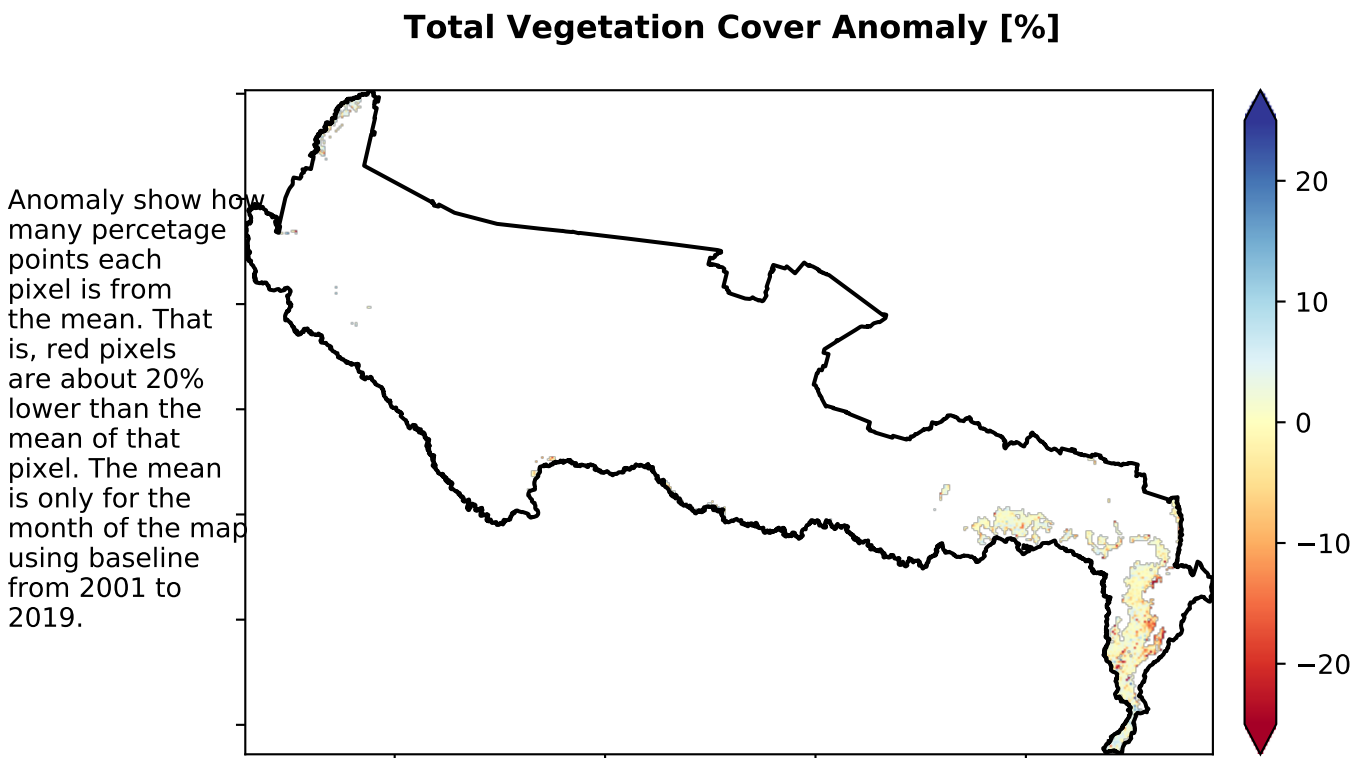 Total Vegetation Cover Anomaly [%]
Anomaly show how
many percetage
points each
pixel is from
the mean. That
is, red pixels
are about 20%
lower than the
mean of that
pixel. The mean
is only for the
month of the map
using baseline
from 2001 to
2019.
20
10
0
−10
−20